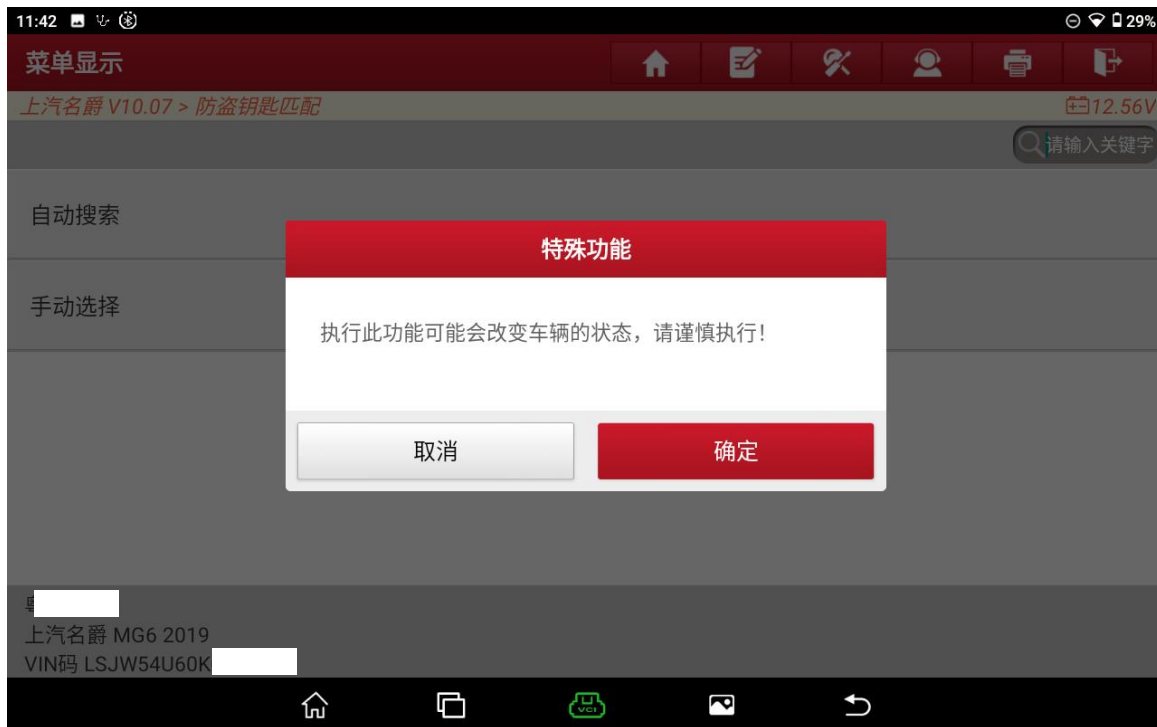 11:42
29%
菜单显示
上汽名爵 V10.07 > 防盗钥匙匹配
12.56V
请输入关键字
自动搜索
特殊功能
手动选择
执行此功能可能会改变车辆的状态，请谨慎执行！
取消
确定
上汽名爵 MG6 2019
VIN码 LSJW54U60K
VCI